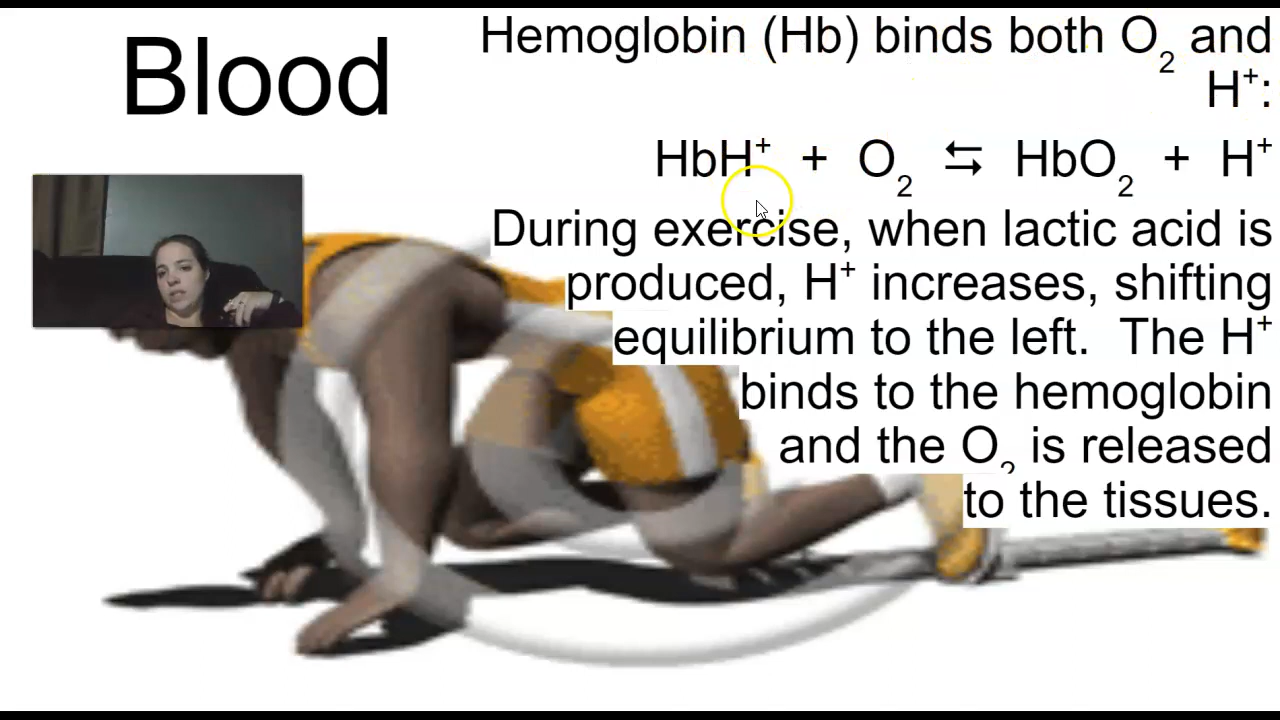 Blood
Hemoglobin (Hb) binds both O₂ and
H⁺:
HbH⁺ + O₂ ⇆ HbO₂ + H⁺
During exercise, when lactic acid is
produced, H⁺ increases, shifting
equilibrium to the left. The H⁺
binds to the hemoglobin
and the O₂ is released
to the tissues.